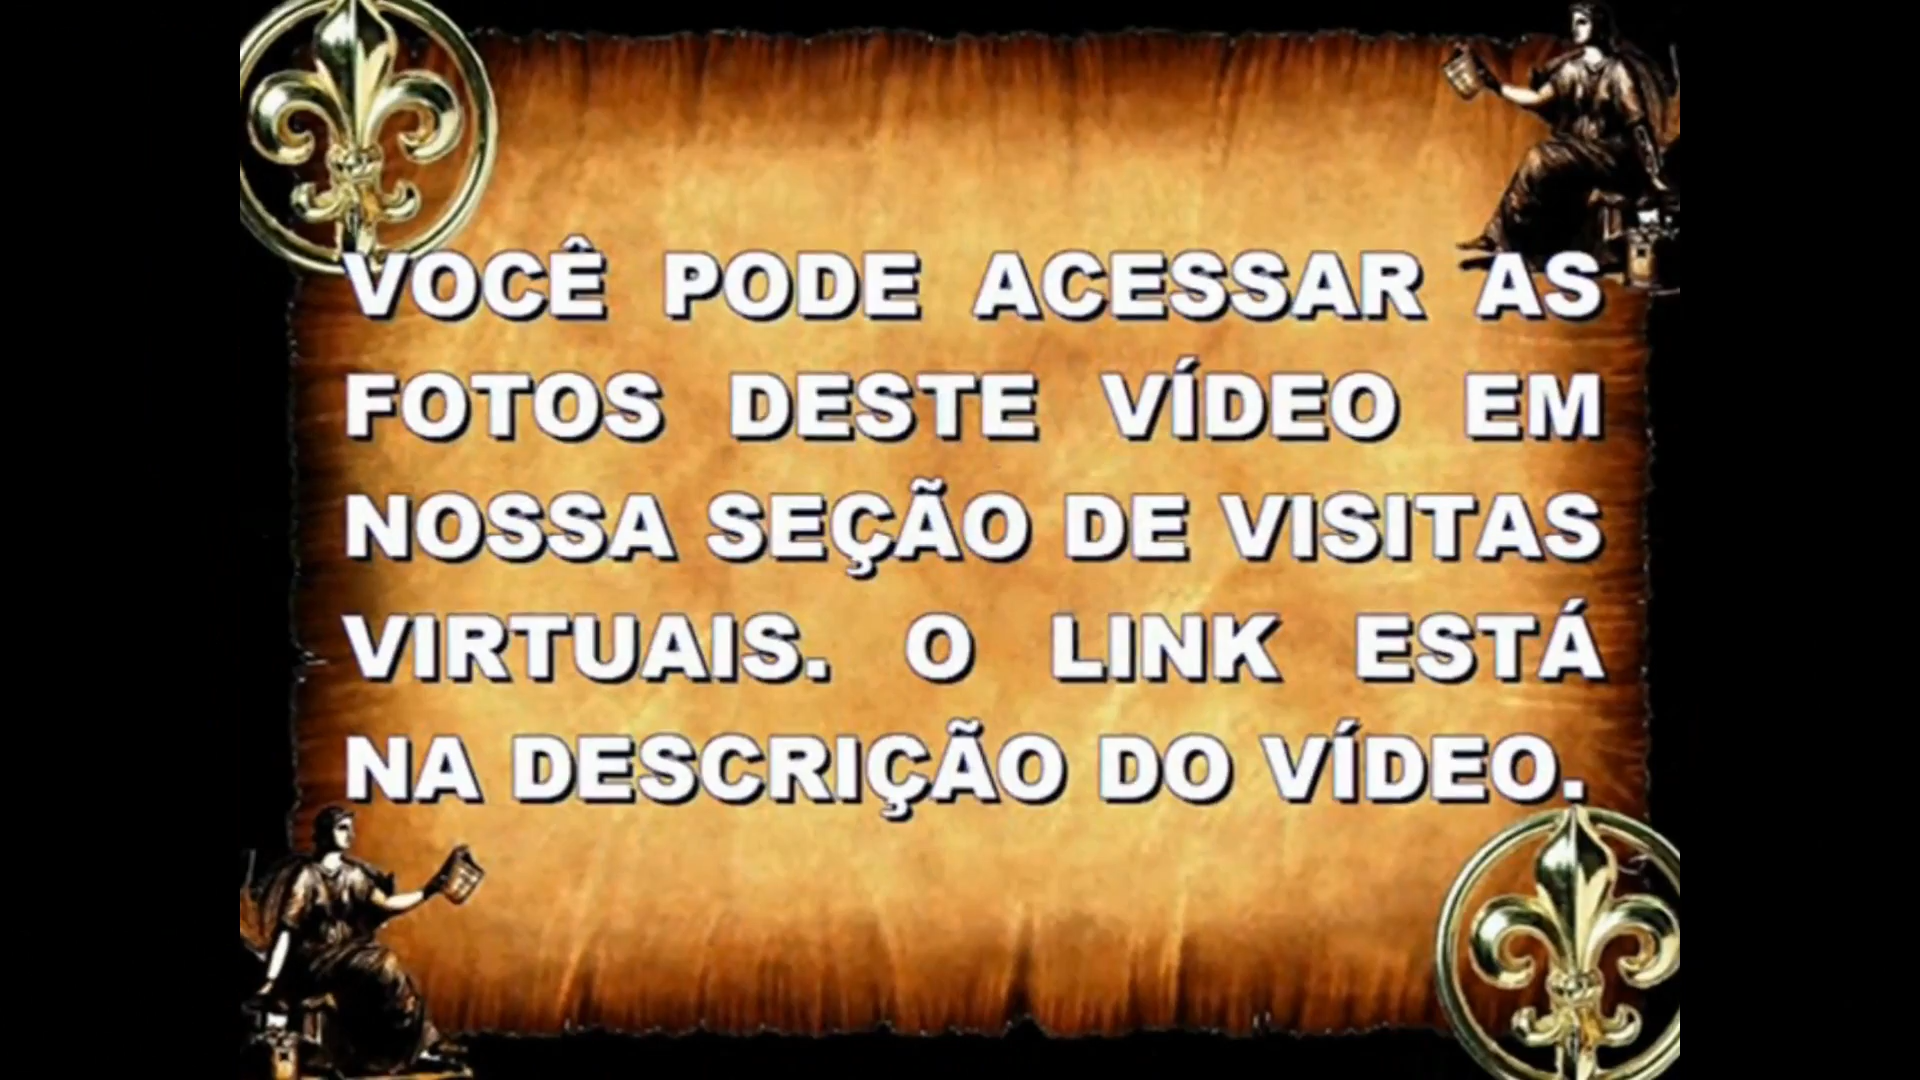 VOCÊ PODE ACESSAR AS
FOTOS DESTE VÍDEO EM
NOSSA SEÇÃO DE VISITAS
VIRTUAIS. O LINK ESTÁ
NA DESCRIÇÃO DO VÍDEO.